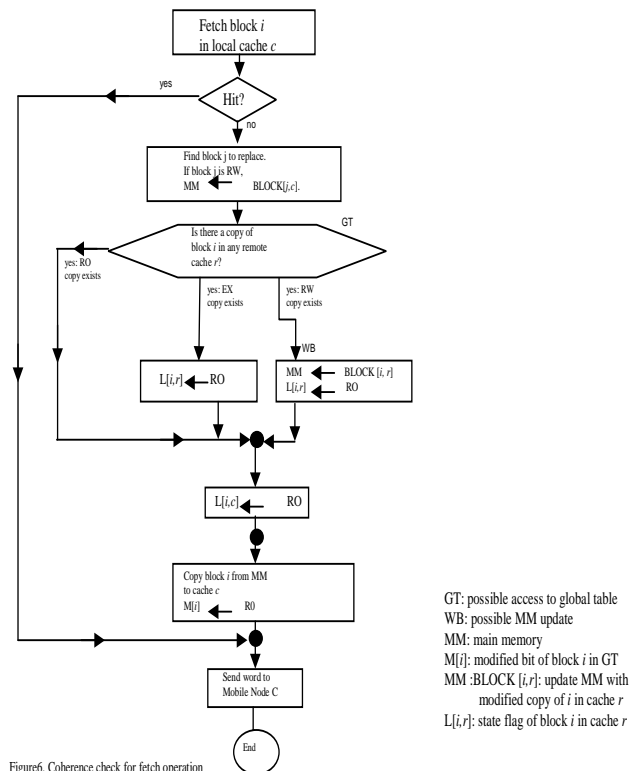 Fetch block i
in local cache c
yes
Hit?
no
Find block j to replace.
If block j is RW,
MM BLOCK[j,c].
GT
Is there a copy of
block i in any remote
cache r?
yes: RO
copy exists
yes: EX
copy exists
yes: RW
copy exists
WB
L[i,r] RO
MM BLOCK [i, r]
L[i,r] RO
L[i,c] RO
Copy block i from MM
to cache c
M[i] R0
Send word to
Mobile Node C
End
GT: possible access to global table
WB: possible MM update
MM: main memory
M[i]: modified bit of block i in GT
MM :BLOCK [i,r]: update MM with
modified copy of i in cache r
L[i,r]: state flag of block i in cache r
Figure6. Coherence check for fetch operation